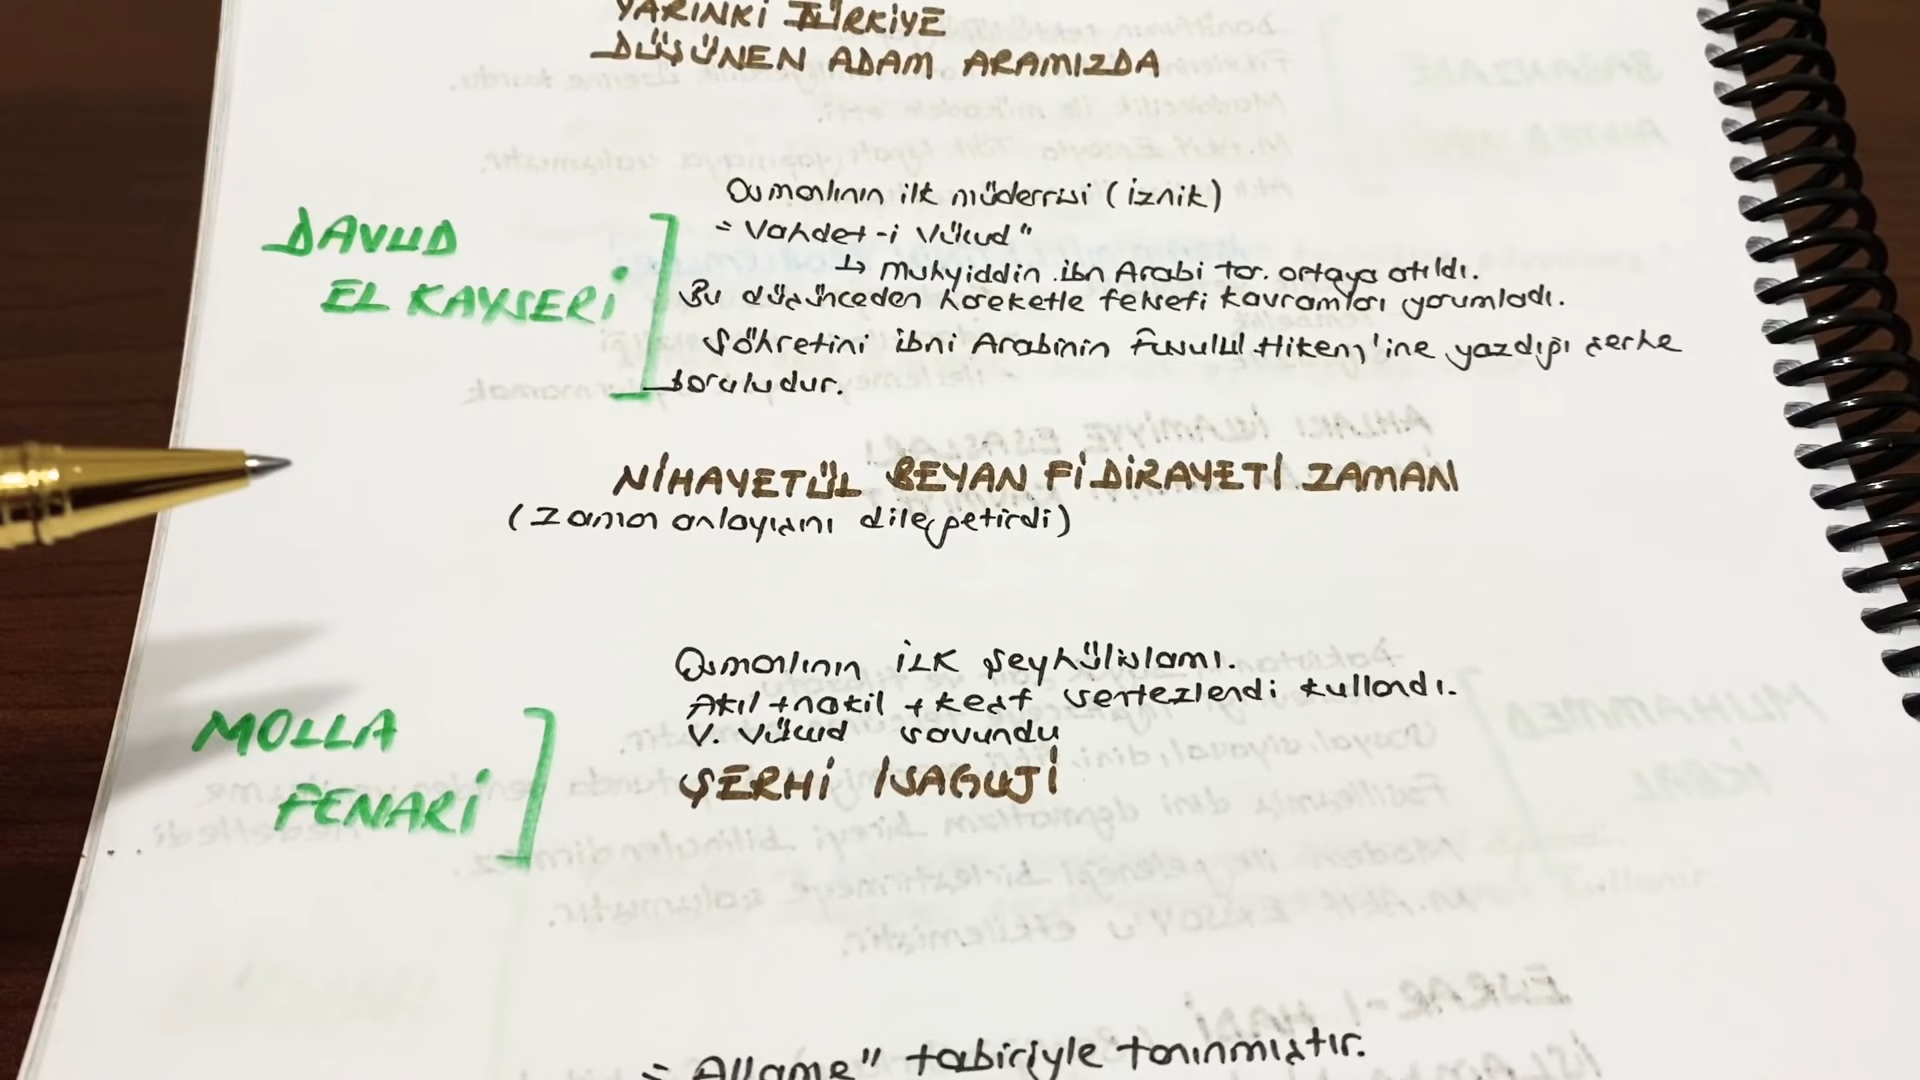 YARINKİ TÜRKİYE
DÜŞÜNEN ADAM ARAMIZDA
Osmanlının ilk müderrisi (iznik)
DAVUD
EL KAYSERİ
"Vahdet-i Vücud"
↳ Muhyiddin ibn Arabi tar. ortaya atıldı.
Bu düşünceden hareketle felsefi kavramları yorumladı.
Şöhretini ibni Arabinin Fusulul Hikem'ine yazdığı şerhe
borçludur.
NİHAYETÜL BEYAN Fİ DİRAYETİ ZAMAN
(Zaman anlayışını dile getirdi)
Osmanlının İLK şeyhülislamı.
Akıl + nakil + keşf sentezlendi kullandı.
V. Vücud savundu
MOLLA
FENARİ
ŞERHİ İSAGUJİ
"Allame" tabiriyle tanınmıştır.